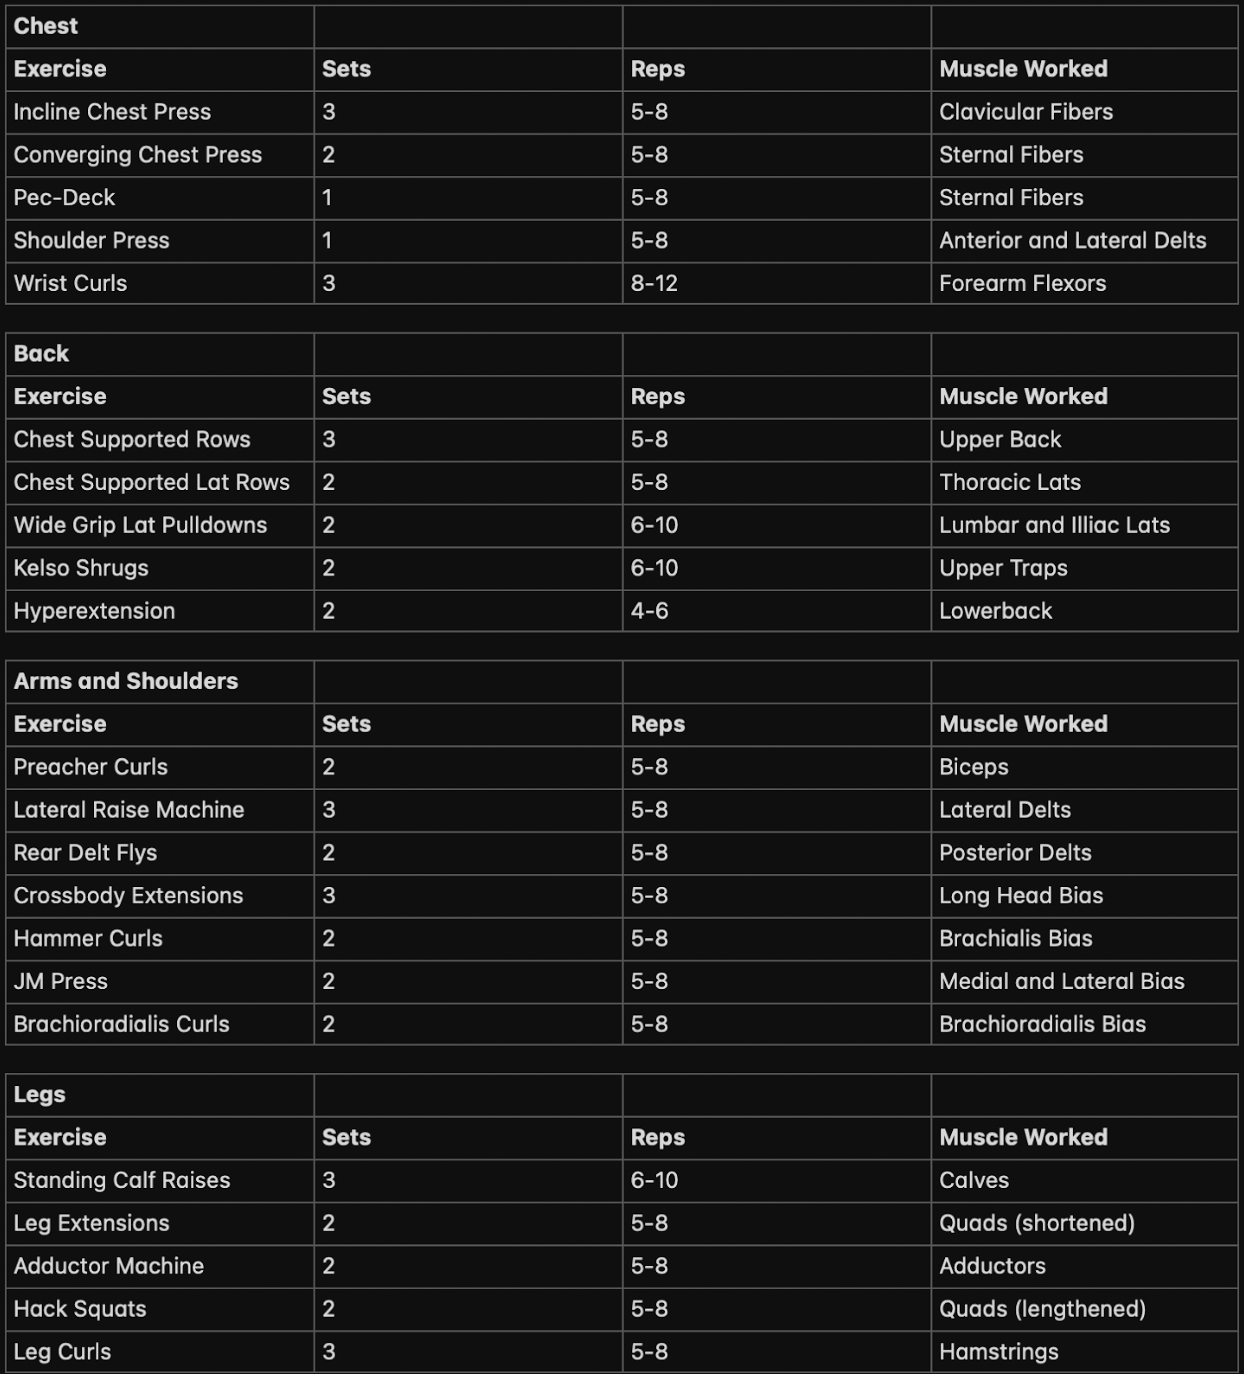 Chest
Exercise Sets Reps Muscle Worked
Incline Chest Press 3 5-8 Clavicular Fibers
Converging Chest Press 2 5-8 Sternal Fibers
Pec-Deck 1 5-8 Sternal Fibers
Shoulder Press 1 5-8 Anterior and Lateral Delts
Wrist Curls 3 8-12 Forearm Flexors
Back
Exercise Sets Reps Muscle Worked
Chest Supported Rows 3 5-8 Upper Back
Chest Supported Lat Rows 2 5-8 Thoracic Lats
Wide Grip Lat Pulldowns 2 6-10 Lumbar and Illiac Lats
Kelso Shrugs 2 6-10 Upper Traps
Hyperextension 2 4-6 Lowerback
Arms and Shoulders
Exercise Sets Reps Muscle Worked
Preacher Curls 2 5-8 Biceps
Lateral Raise Machine 3 5-8 Lateral Delts
Rear Delt Flys 2 5-8 Posterior Delts
Crossbody Extensions 3 5-8 Long Head Bias
Hammer Curls 2 5-8 Brachialis Bias
JM Press 2 5-8 Medial and Lateral Bias
Brachioradialis Curls 2 5-8 Brachioradialis Bias
Legs
Exercise Sets Reps Muscle Worked
Standing Calf Raises 3 6-10 Calves
Leg Extensions 2 5-8 Quads (shortened)
Adductor Machine 2 5-8 Adductors
Hack Squats 2 5-8 Quads (lengthened)
Leg Curls 3 5-8 Hamstrings